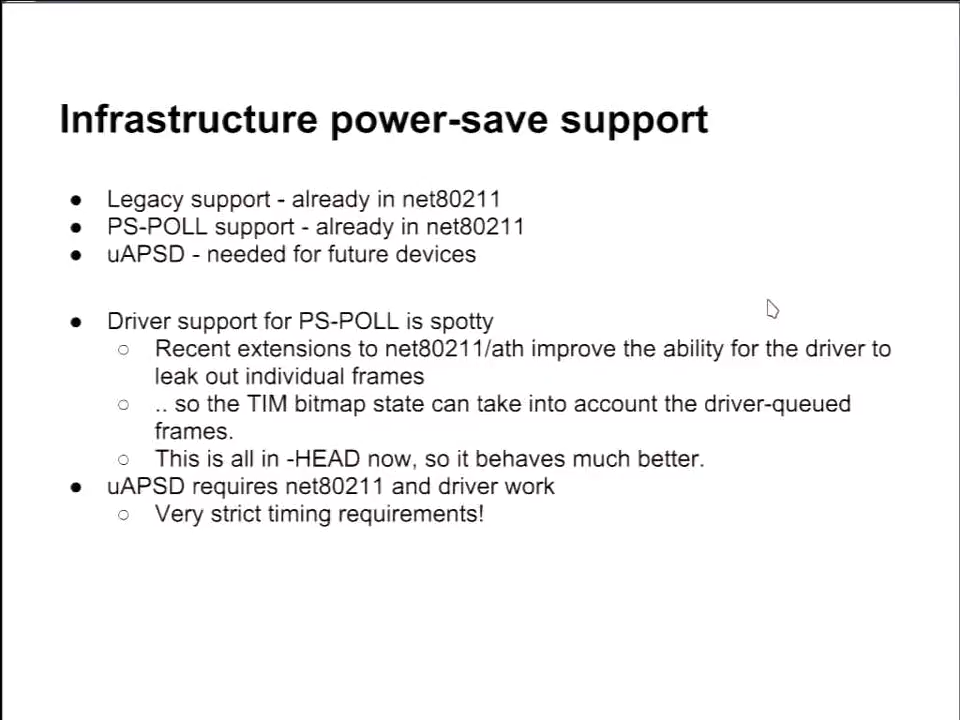 Infrastructure power-save support
● Legacy support - already in net80211
● PS-POLL support - already in net80211
● uAPSD - needed for future devices
● Driver support for PS-POLL is spotty
○ Recent extensions to net80211/ath improve the ability for the driver to
leak out individual frames
○ .. so the TIM bitmap state can take into account the driver-queued
frames.
○ This is all in -HEAD now, so it behaves much better.
● uAPSD requires net80211 and driver work
○ Very strict timing requirements!